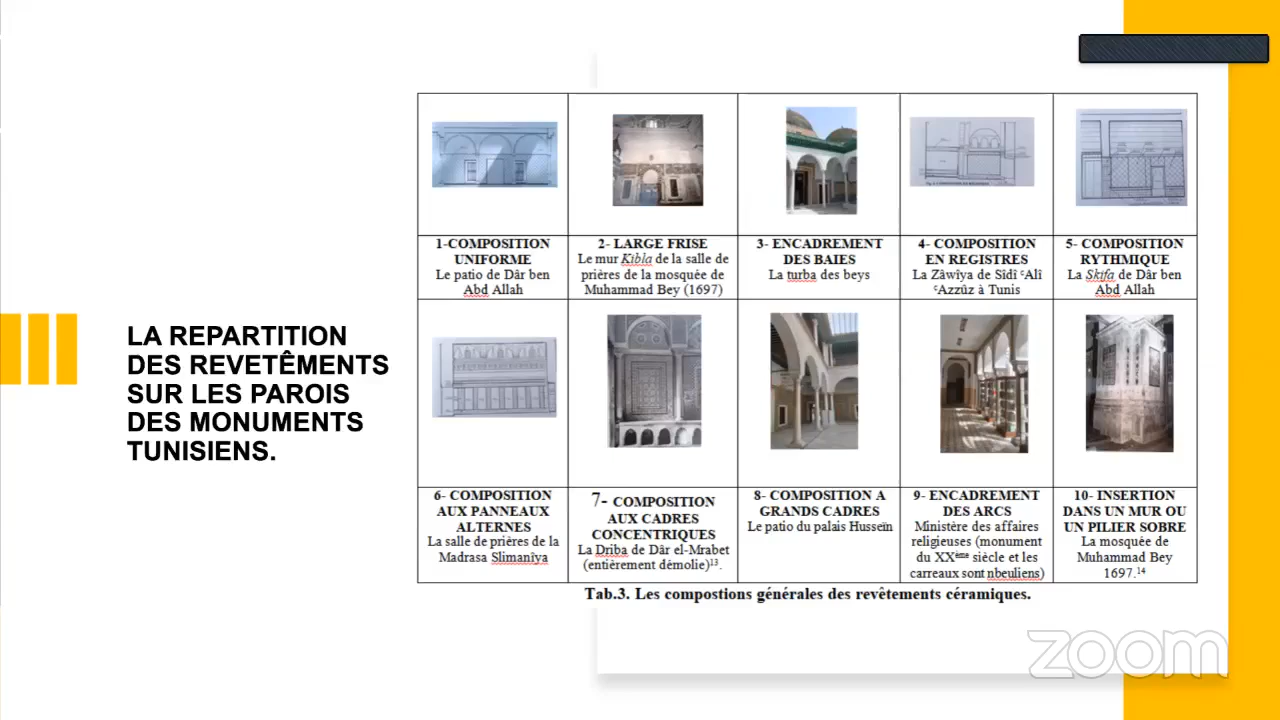 LA REPARTITION
DES REVETÊMENTS
SUR LES PAROIS
DES MONUMENTS
TUNISIENS.
1-COMPOSITION
UNIFORME
Le patio de Dâr ben
Abd Allah
2- LARGE FRISE
Le mur Kibla de la salle de
prières de la mosquée de
Muhammad Bey (1697)
3- ENCADREMENT
DES BAIES
La turba des beys
4- COMPOSITION
EN REGISTRES
La Zâwîya de Sîdî ᶜAlî
ᶜAzzûz à Tunis
5- COMPOSITION
RYTHMIQUE
La Skifa de Dâr ben
Abd Allah
6- COMPOSITION
AUX PANNEAUX
ALTERNES
La salle de prières de la
Madrasa Slimanîya
7- COMPOSITION
AUX CADRES
CONCENTRIQUES
La Driba de Dâr el-Mrabet
(entièrement démolie)¹³.
8- COMPOSITION A
GRANDS CADRES
Le patio du palais Husseïn
9- ENCADREMENT
DES ARCS
Ministère des affaires
religieuses (monument
du XXème siècle et les
carreaux sont nbeuliens)
10- INSERTION
DANS UN MUR OU
UN PILIER SOBRE
La mosquée de
Muhammad Bey
1697.¹⁴
Tab.3. Les compostions générales des revêtements céramiques.
zoom